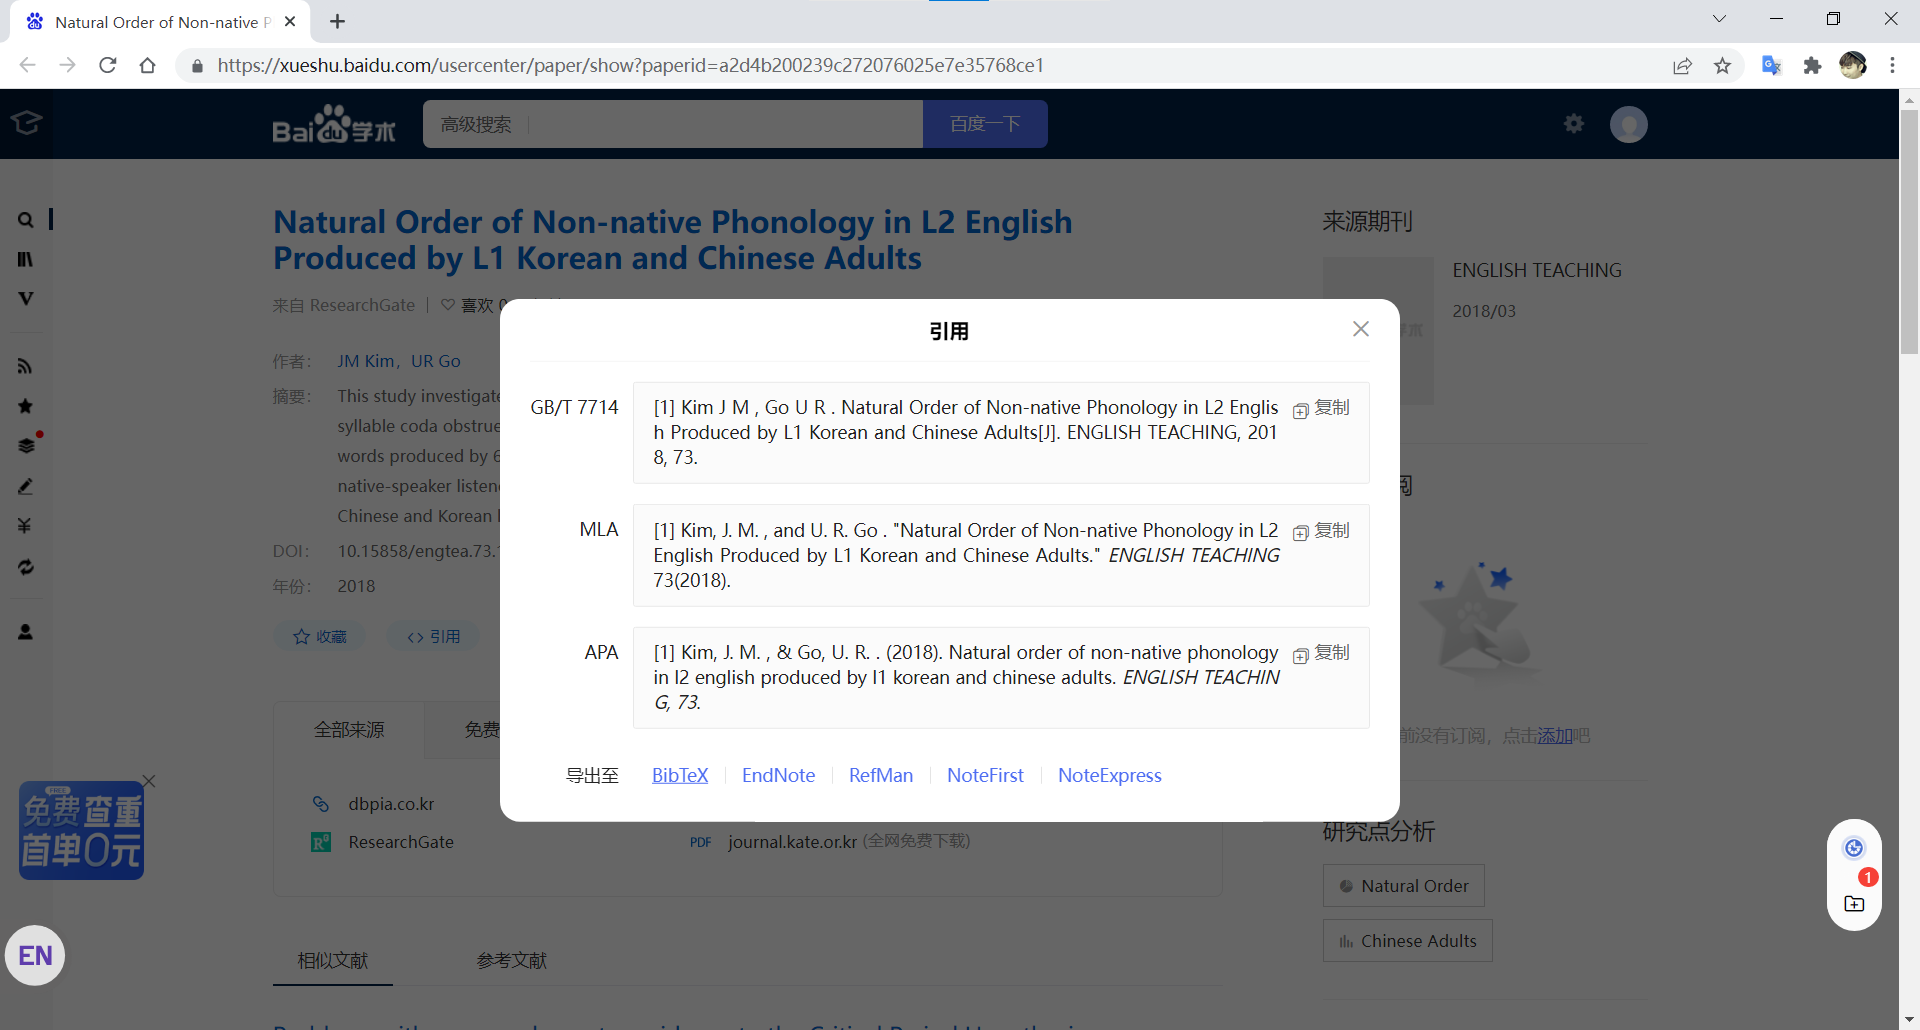 Natural Order of Non-native P
https://xueshu.baidu.com/usercenter/paper/show?paperid=a2d4b200239c272076025e7e35768ce1
Bai du 学术
高级搜索
百度一下
Natural Order of Non-native Phonology in L2 English
Produced by L1 Korean and Chinese Adults
来自 ResearchGate
喜欢 0
作者：
JM Kim，UR Go
摘要：
This study investigate
syllable coda obstrue
words produced by 6
native-speaker listen
Chinese and Korean
DOI：
10.15858/engtea.73.
年份：
2018
收藏
<> 引用
全部来源
免费
dbpia.co.kr
ResearchGate
PDF
journal.kate.or.kr (全网免费下载)
相似文献
参考文献
来源期刊
ENGLISH TEACHING
2018/03
阅
前没有订阅，点击添加吧
研究点分析
Natural Order
Chinese Adults
引用
GB/T 7714
[1] Kim J M , Go U R . Natural Order of Non-native Phonology in L2 Englis
h Produced by L1 Korean and Chinese Adults[J]. ENGLISH TEACHING, 201
8, 73.
复制
MLA
[1] Kim, J. M. , and U. R. Go . "Natural Order of Non-native Phonology in L2
English Produced by L1 Korean and Chinese Adults." ENGLISH TEACHING
73(2018).
复制
APA
[1] Kim, J. M. , & Go, U. R. . (2018). Natural order of non-native phonology
in l2 english produced by l1 korean and chinese adults. ENGLISH TEACHIN
G, 73.
复制
导出至
BibTeX
EndNote
RefMan
NoteFirst
NoteExpress
FREE
免费查重
首单0元
EN
1